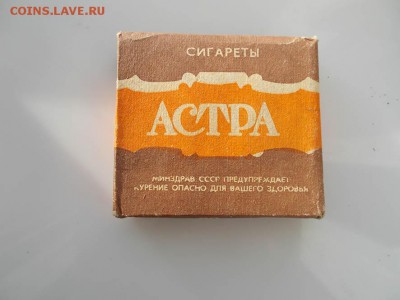 COINS.LAVE.RU
СИГАРЕТЫ
АСТРА
МИНЗДРАВ СССР ПРЕДУПРЕЖДАЕТ
КУРЕНИЕ ОПАСНО ДЛЯ ВАШЕГО ЗДОРОВЬЯ